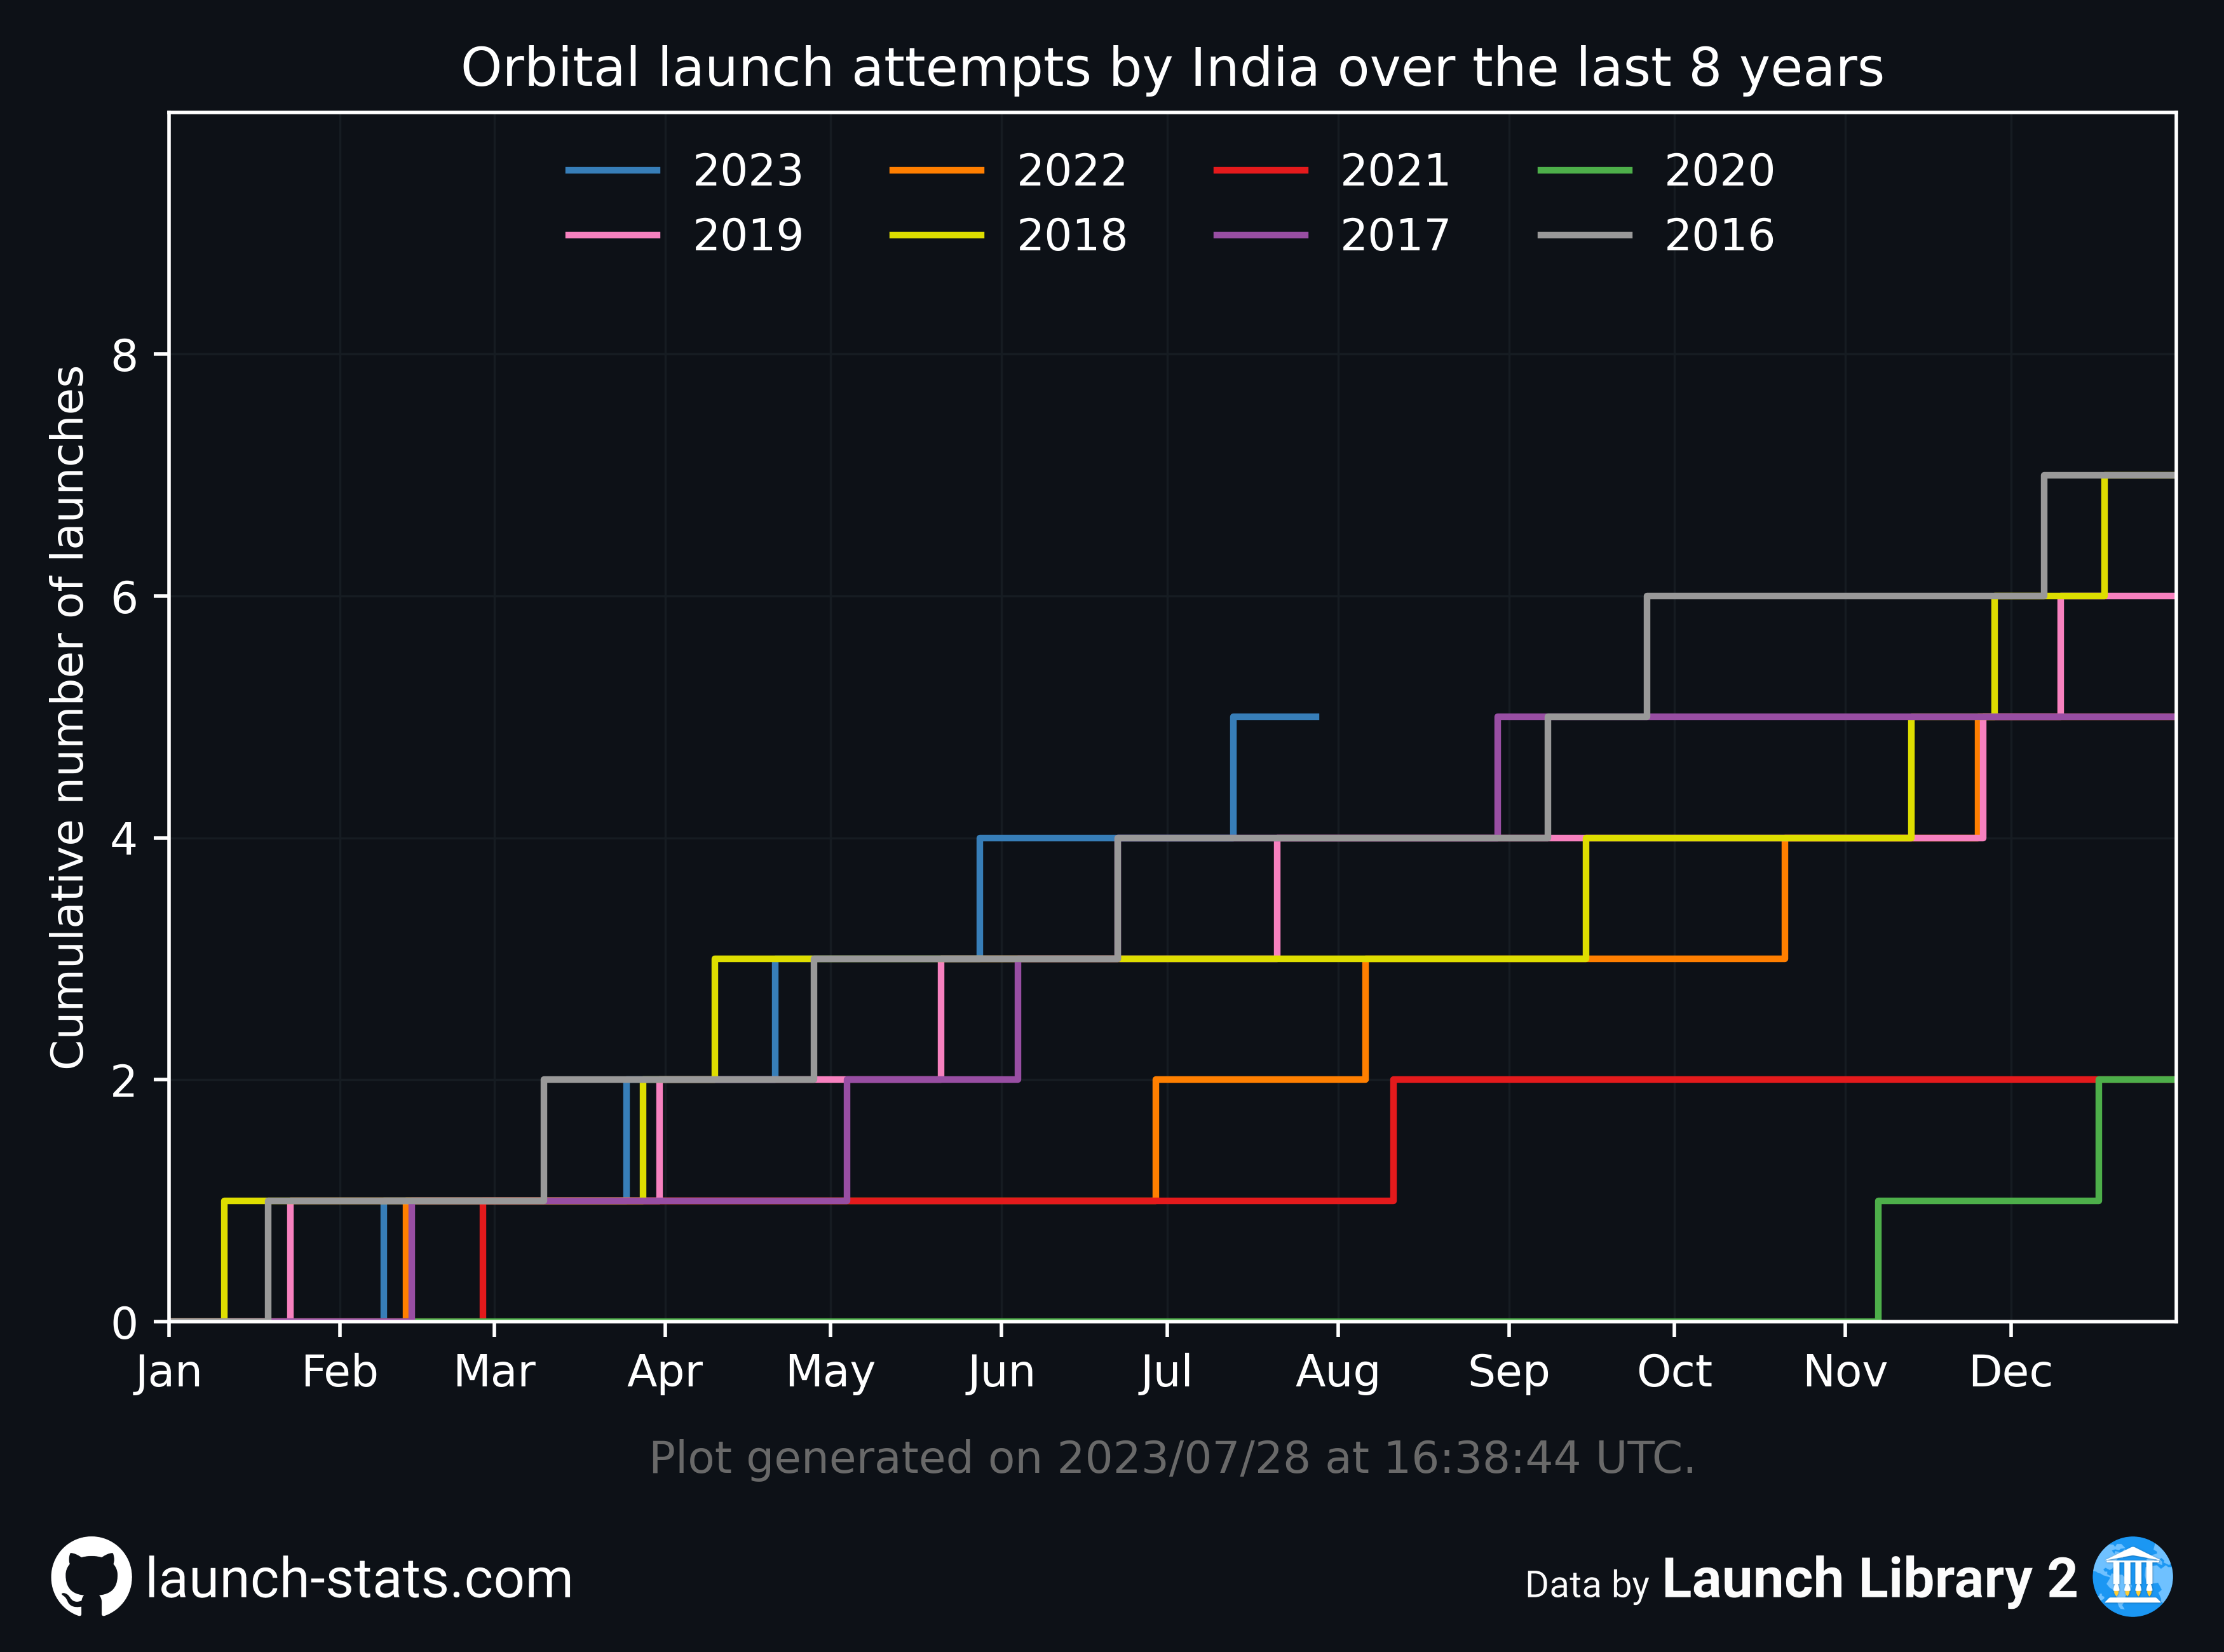 Orbital launch attempts by India over the last 8 years
2023 2022 2021 2020
2019 2018 2017 2016
Cumulative number of launches
8
6
4
2
0
Jan Feb Mar Apr May Jun Jul Aug Sep Oct Nov Dec
Plot generated on 2023/07/28 at 16:38:44 UTC.
launch-stats.com
Data by Launch Library 2